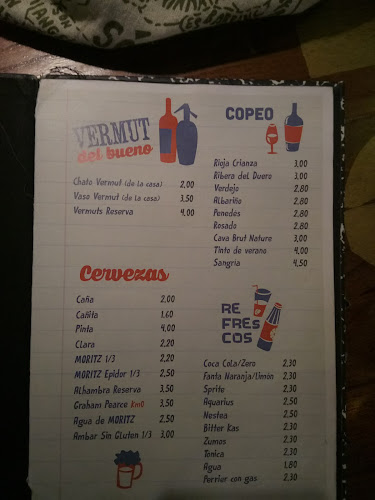 VERMUT
del bueno
Chato Vermut (de la casa) 2,00
Vaso Vermut (de la casa) 3,50
Vermuts Reserva 4,00
COPEO
Rioja Crianza 3,00
Ribera del Duero 3,00
Verdejo 2,80
Albariño 2,80
Penedes 2,80
Rosado 2,80
Cava Brut Nature 3,00
Tinto de verano 4,00
Sangria 4,50
Cervezas
Caña 2,00
Cañita 1,60
Pinta 4,00
Clara 2,20
MORITZ 1/3 2,20
MORITZ Epidor 1/3 2,50
Alhambra Reserva 3,50
Graham Pearce Km0 3,50
Agua de MORITZ 2,50
Ambar Sin Gluten 1/3 3,00
RE
FREs
COS
Coca Cola/Zero 2,30
Fanta Naranja/Limón 2,30
Sprite 2,30
Aquarius 2,50
Nestea 2,50
Bitter Kas 2,30
Zumos 2,30
Tonica 2,30
Agua 1,80
Perrier con gas 2,30